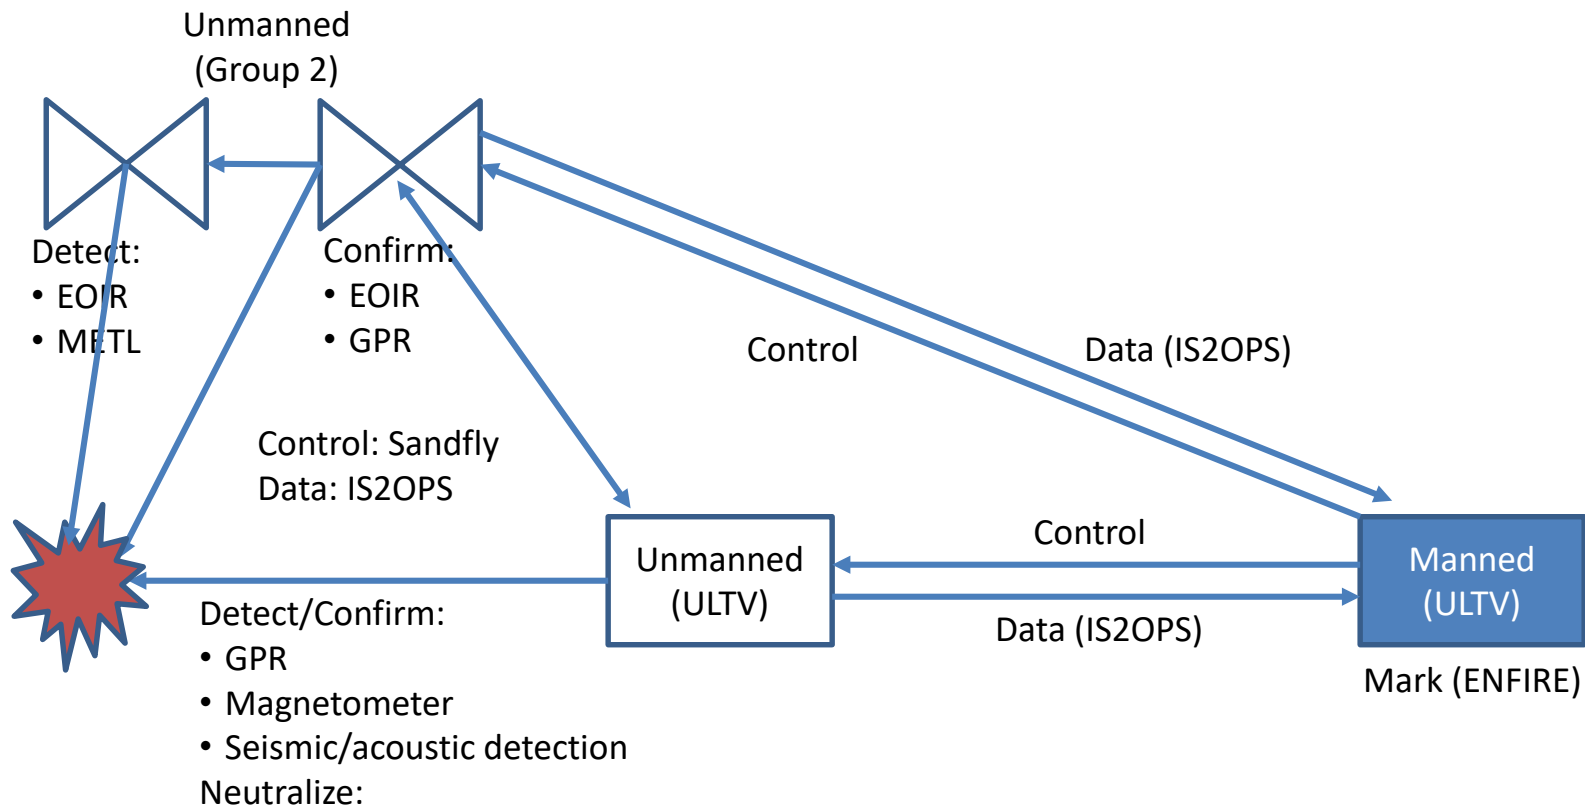 Unmanned
(Group 2)
Detect:
• EOIR
• METL
Confirm:
• EOIR
• GPR
Control
Data (IS2OPS)
Control: Sandfly
Data: IS2OPS
Unmanned
(ULTV)
Control
Data (IS2OPS)
Manned
(ULTV)
Mark (ENFIRE)
Detect/Confirm:
• GPR
• Magnetometer
• Seismic/acoustic detection
Neutralize: